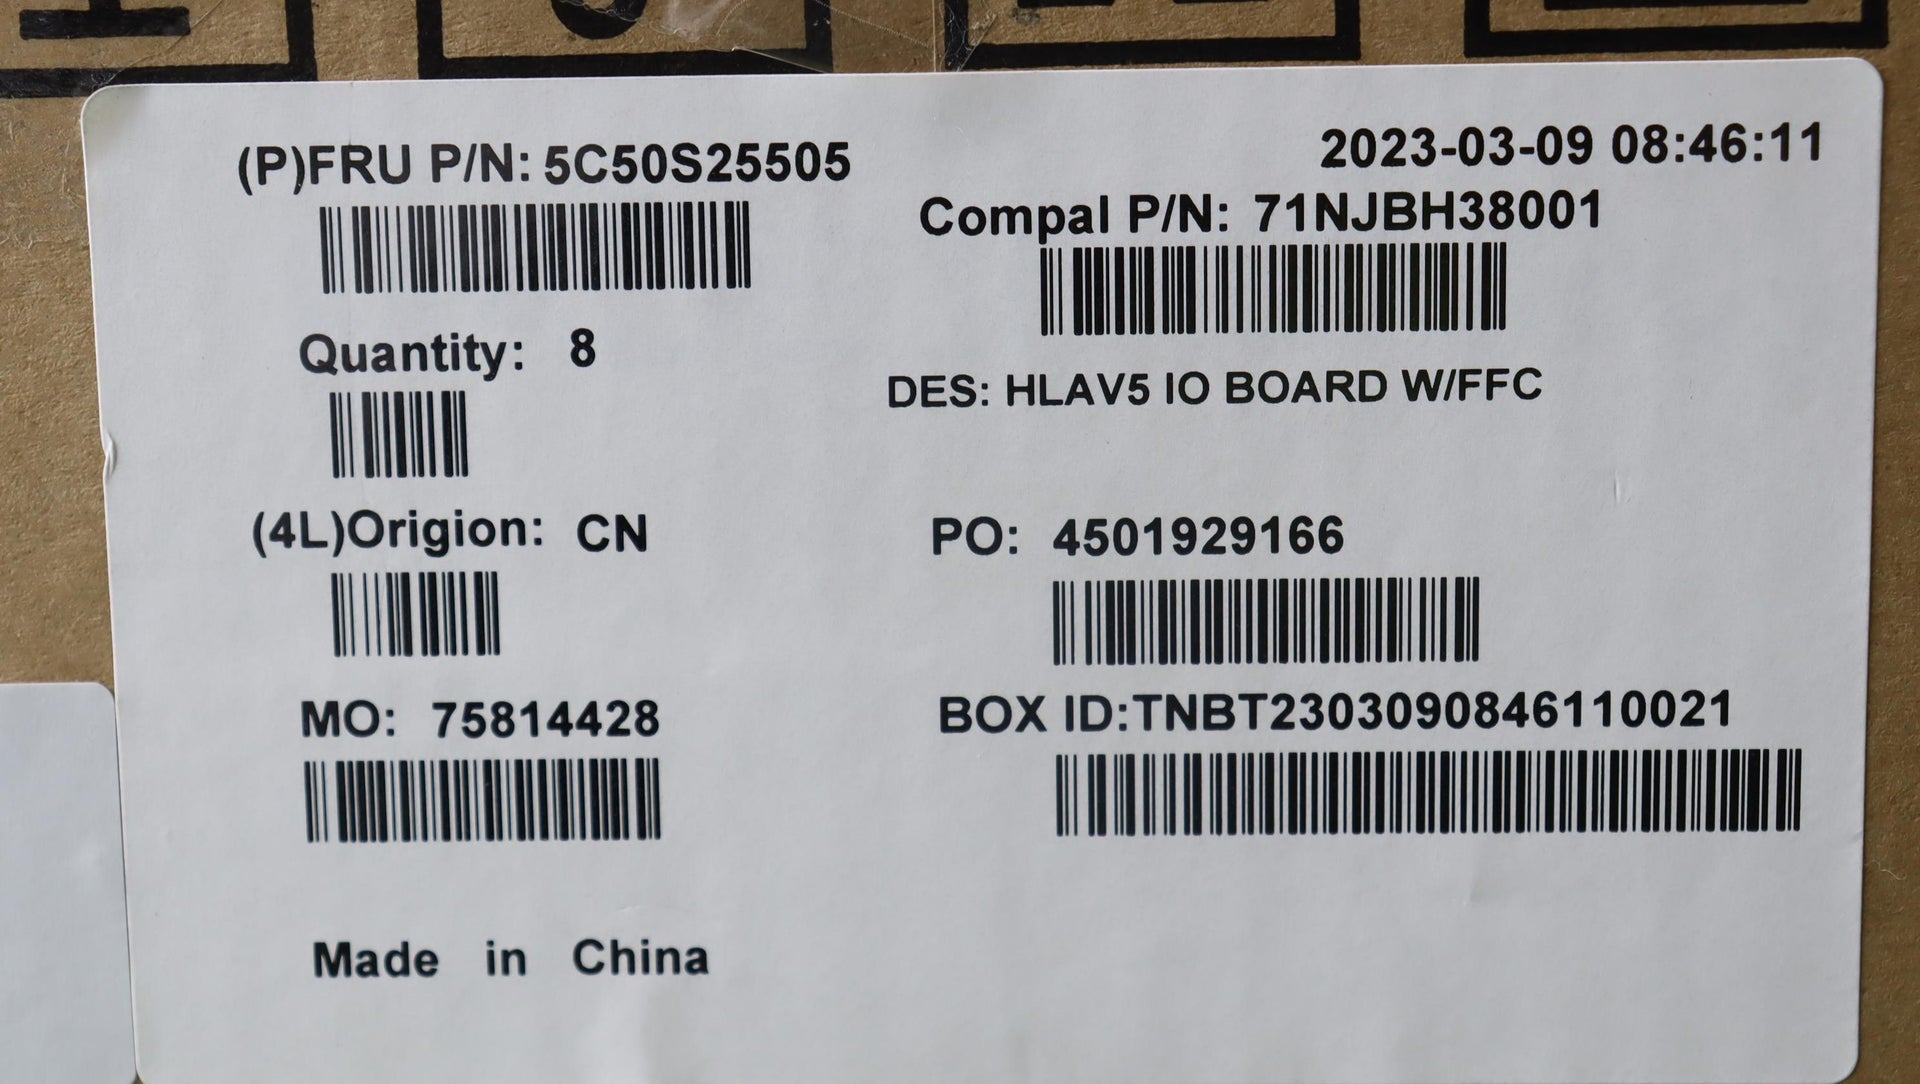 2023-03-09 08:46:11
(P)FRU P/N: 5C50S25505
Compal P/N: 71NJBH38001
Quantity: 8
DES: HLAV5 IO BOARD W/FFC
(4L)Origion: CN
PO: 4501929166
MO: 75814428
BOX ID:TNBT2303090846110021
Made in China